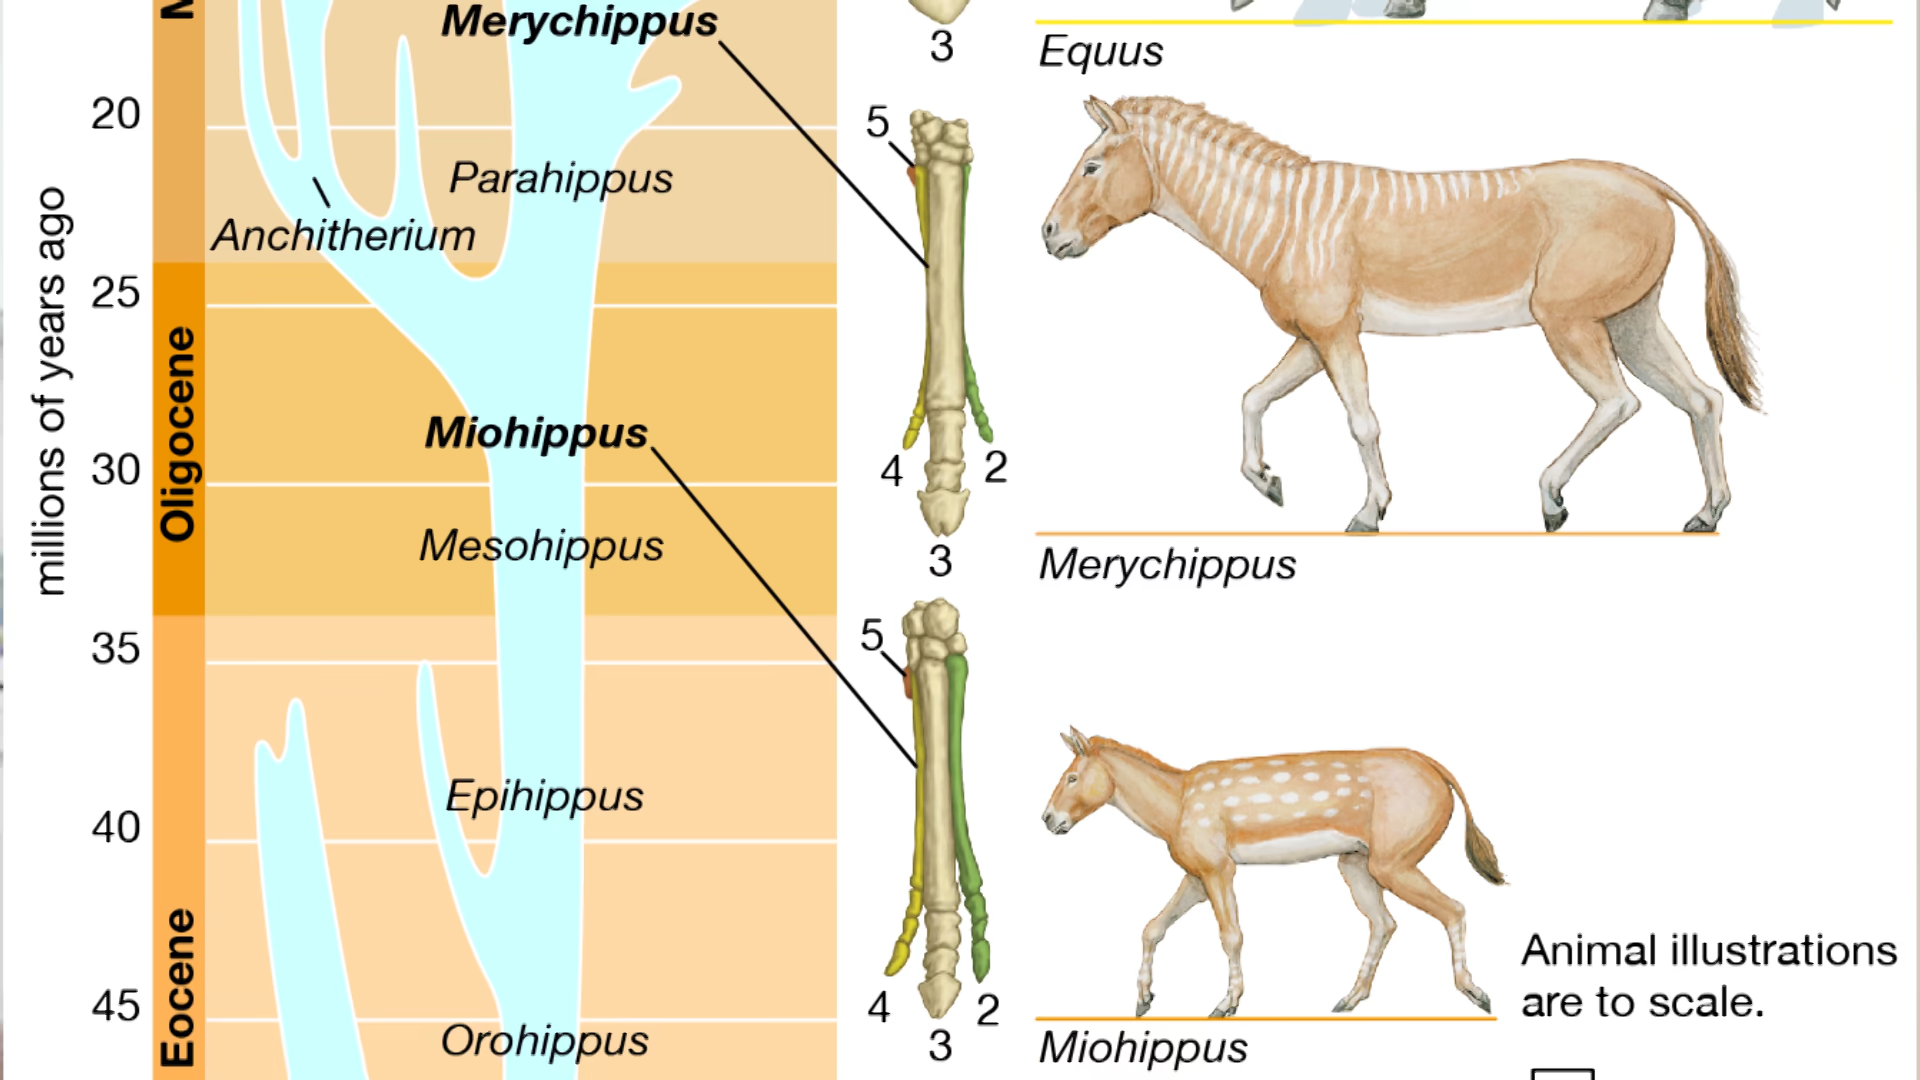 M
Merychippus
3
Equus
20
5
Parahippus
Anchitherium
25
millions of years ago
Oligocene
Miohippus
30
4
2
Mesohippus
3
Merychippus
35
5
Epihippus
40
Eocene
Animal illustrations
are to scale.
45
4
2
Orohippus
3
Miohippus